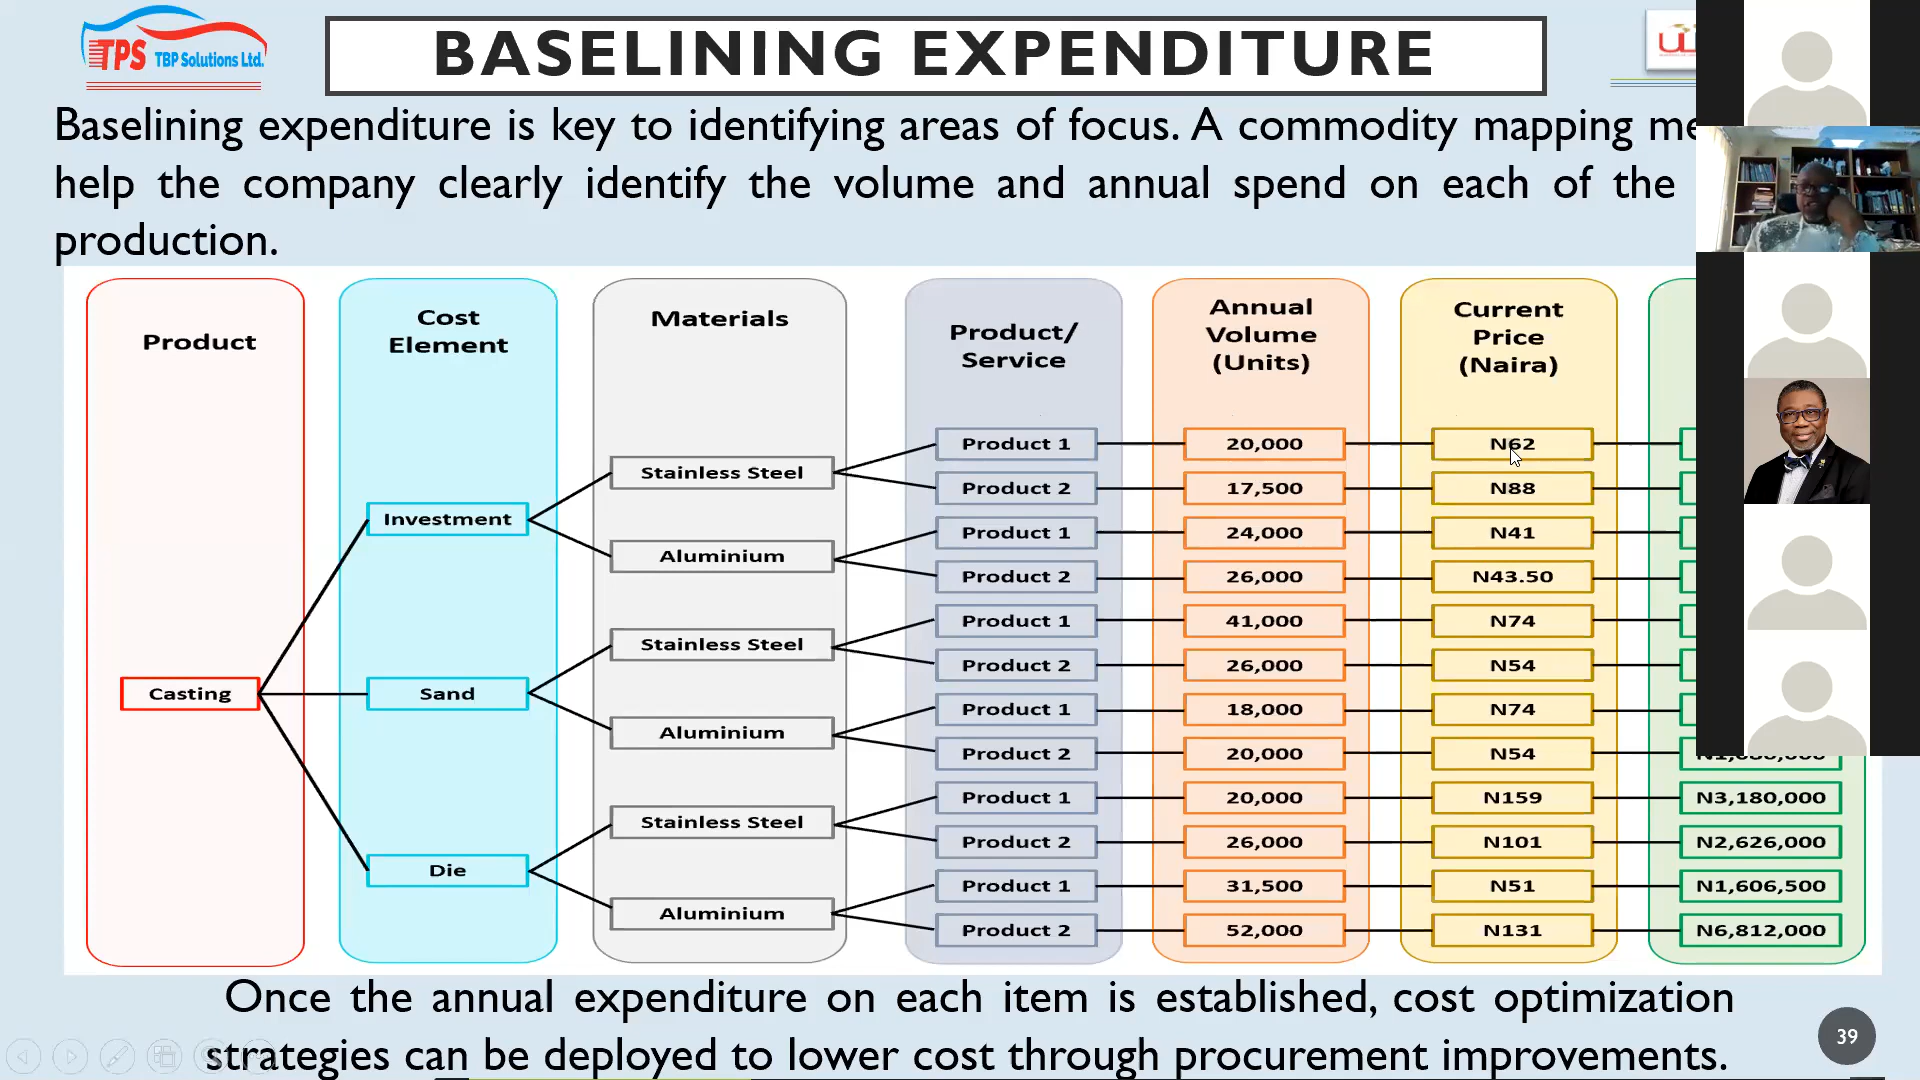 TPS TBP Solutions Ltd.
BASELINING EXPENDITURE
Baselining expenditure is key to identifying areas of focus. A commodity mapping
help the company clearly identify the volume and annual spend on each of the
production.
Product
Cost
Element
Materials
Product/
Service
Annual
Volume
(Units)
Current
Price
(Naira)
Casting
Investment
Sand
Die
Stainless Steel
Aluminium
Stainless Steel
Aluminium
Stainless Steel
Aluminium
Product 1 20,000 N62
Product 2 17,500 N88
Product 1 24,000 N41
Product 2 26,000 N43.50
Product 1 41,000 N74
Product 2 26,000 N54
Product 1 18,000 N74
Product 2 20,000 N54
Product 1 20,000 N159 N3,180,000
Product 2 26,000 N101 N2,626,000
Product 1 31,500 N51 N1,606,500
Product 2 52,000 N131 N6,812,000
Once the annual expenditure on each item is established, cost optimization
strategies can be deployed to lower cost through procurement improvements.
39